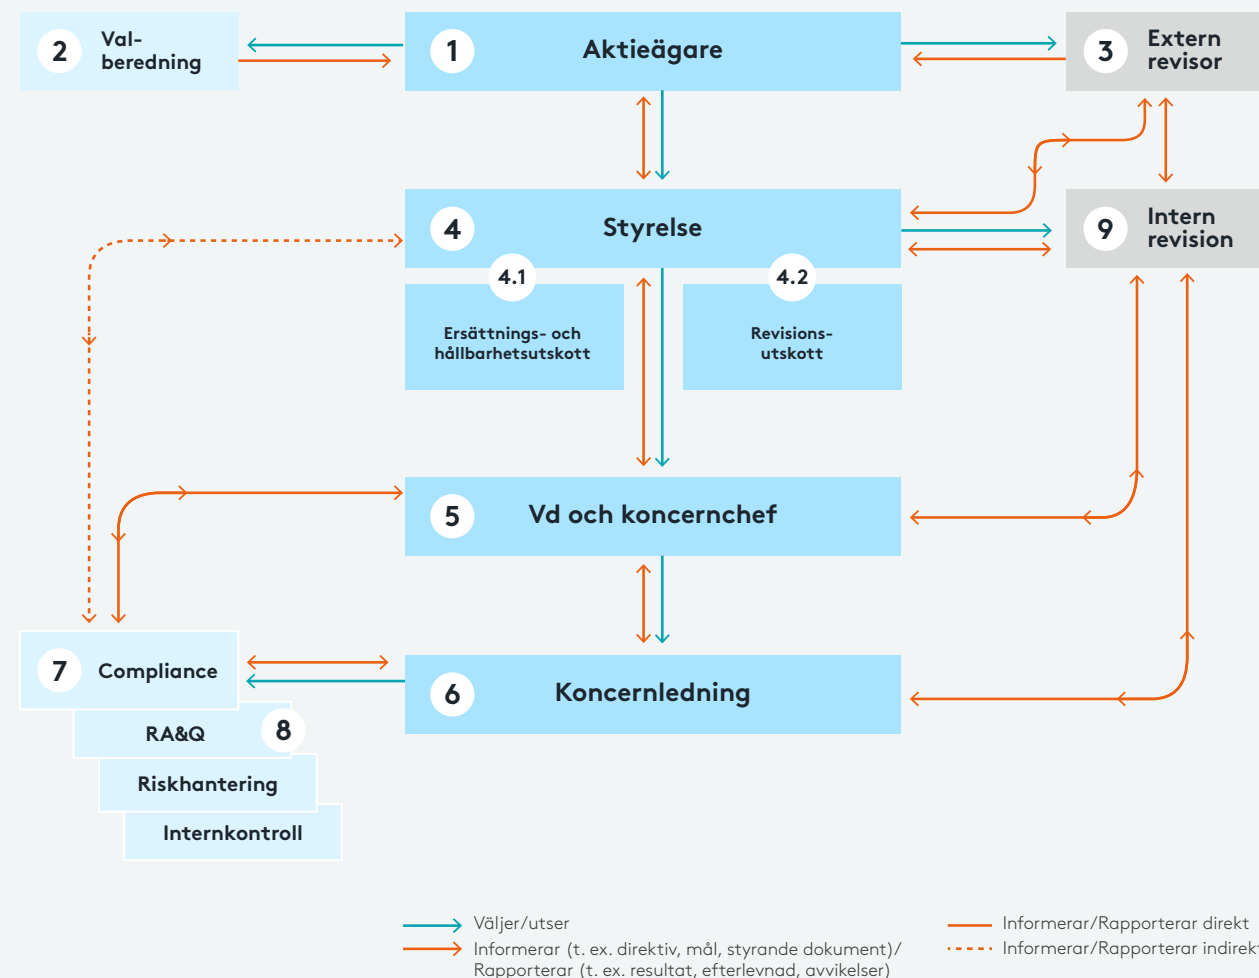 2
Val-
beredning
1
Aktieägare
3
Extern
revisor
4
Styrelse
9
Intern
revision
4.1
4.2
Ersättnings- och
hållbarhetsutskott
Revisions-
utskott
5
Vd och koncernchef
7
Compliance
6
Koncernledning
RA&Q
8
Riskhantering
Internkontroll
Väljer/utser
Informerar (t. ex. direktiv, mål, styrande dokument)/
Rapporterar (t. ex. resultat, efterlevnad, avvikelser)
Informerar/Rapporterar direkt
Informerar/Rapporterar indirekt